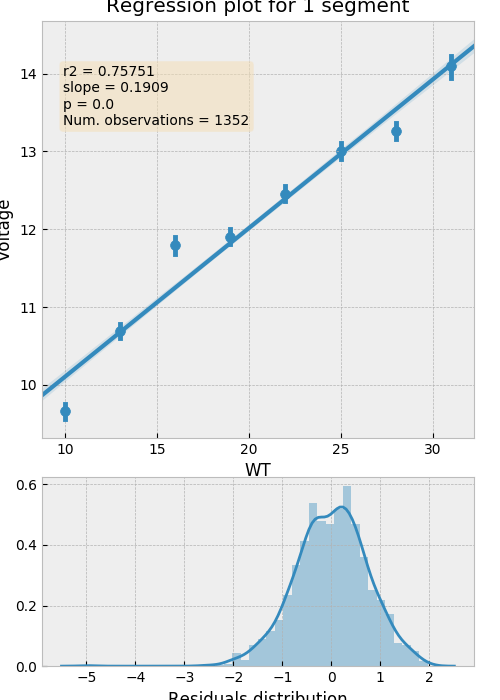 Regression plot for 1 segment
r2 = 0.75751
slope = 0.1909
p = 0.0
Num. observations = 1352
14
13
12
11
10
Voltage
10 15 20 25 30
WT
0.6
0.4
0.2
0.0
−5 −4 −3 −2 −1 0 1 2
Residuals distribution